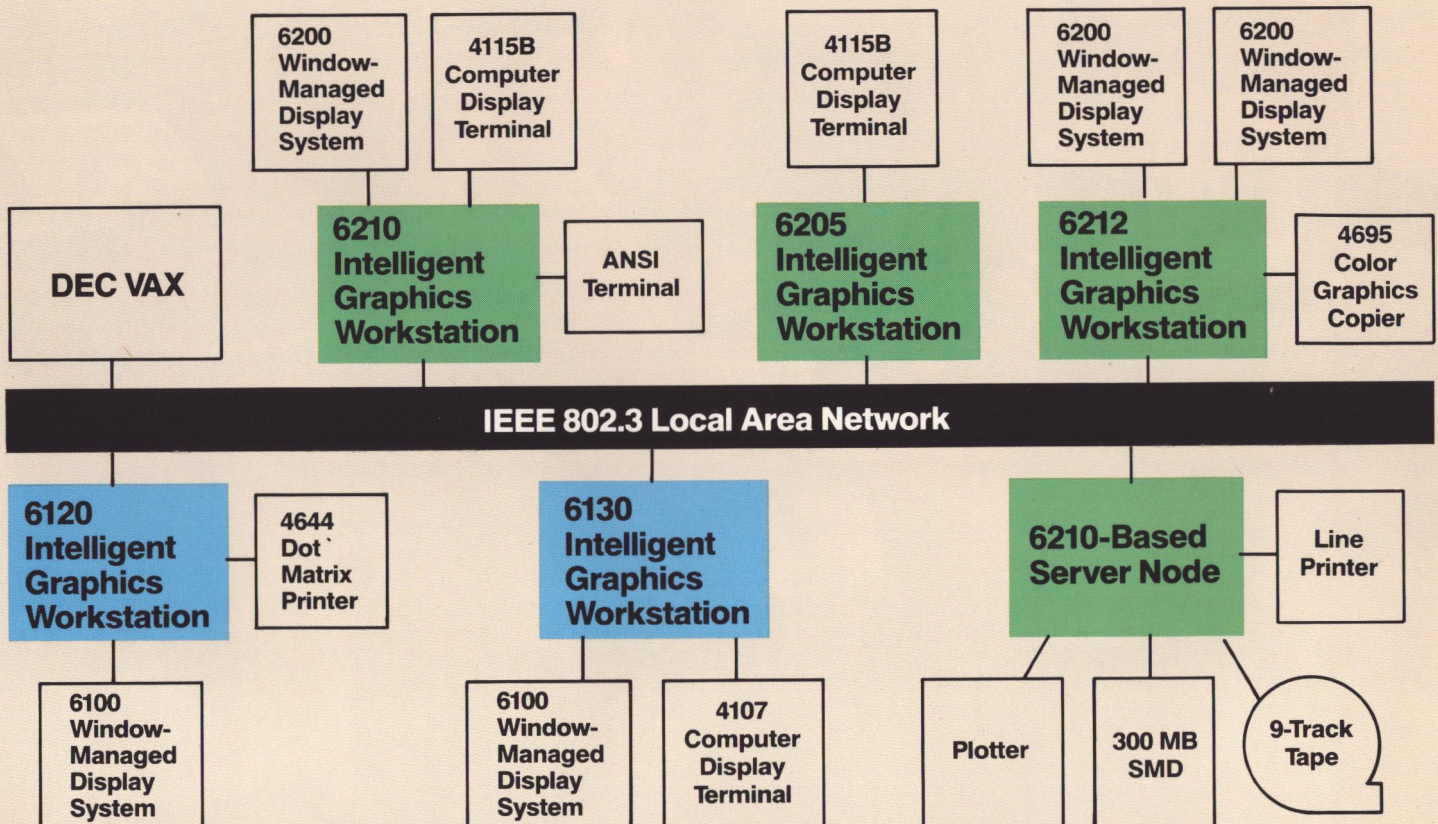 6200
Window-
Managed
Display
System
4115B
Computer
Display
Terminal
4115B
Computer
Display
Terminal
6200
Window-
Managed
Display
System
6200
Window-
Managed
Display
System
DEC VAX
6210
Intelligent
Graphics
Workstation
ANSI
Terminal
6205
Intelligent
Graphics
Workstation
6212
Intelligent
Graphics
Workstation
4695
Color
Graphics
Copier
IEEE 802.3 Local Area Network
6120
Intelligent
Graphics
Workstation
4644
Dot
Matrix
Printer
6130
Intelligent
Graphics
Workstation
6210-Based
Server Node
Line
Printer
6100
Window-
Managed
Display
System
6100
Window-
Managed
Display
System
4107
Computer
Display
Terminal
Plotter
300 MB
SMD
9-Track
Tape